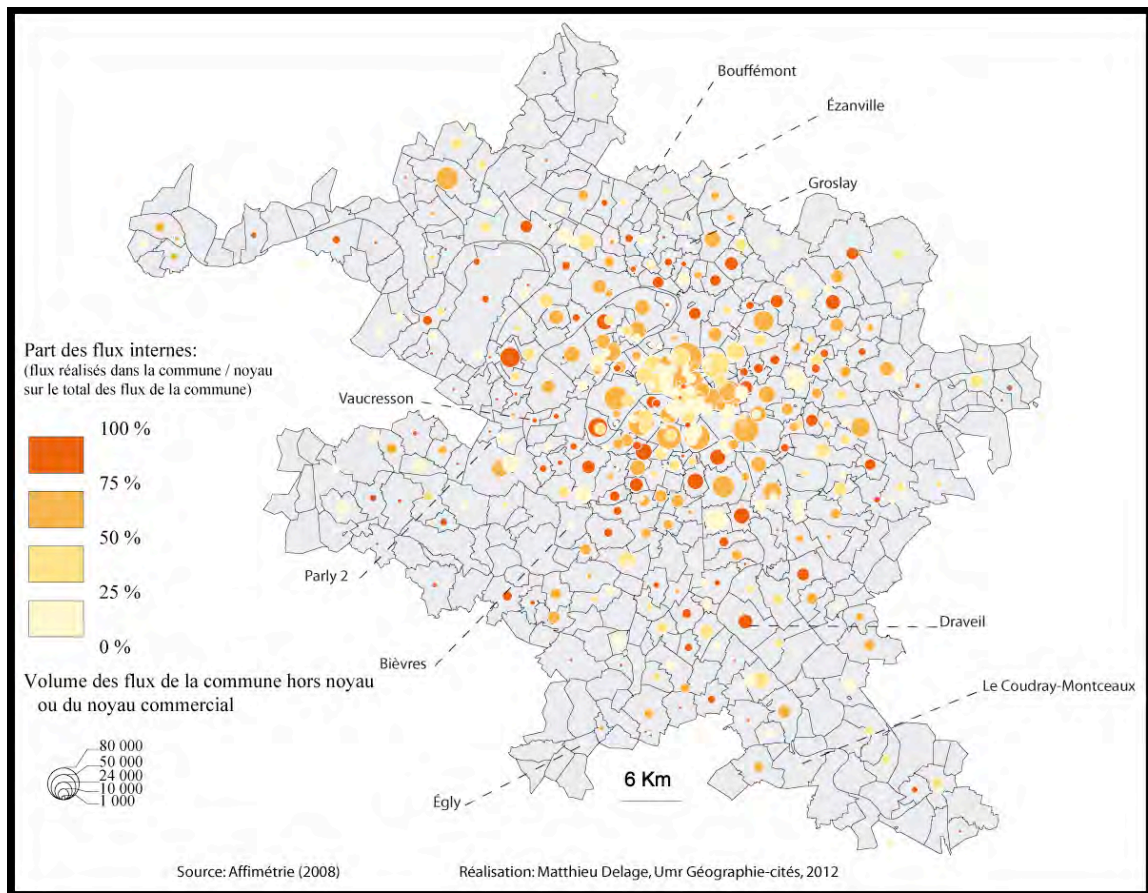 Bouffémont
Ézanville
Groslay
Part des flux internes:
(flux réalisés dans la commune / noyau
sur le total des flux de la commune)
Vaucresson
100 %
75 %
50 %
25 %
0 %
Parly 2
Bièvres
Draveil
Volume des flux de la commune hors noyau
ou du noyau commercial
Le Coudray-Montceaux
80 000
50 000
24 000
10 000
1 000
6 Km
Égly
Source: Affimétrie (2008)
Réalisation: Matthieu Delage, Umr Géographie-cités, 2012